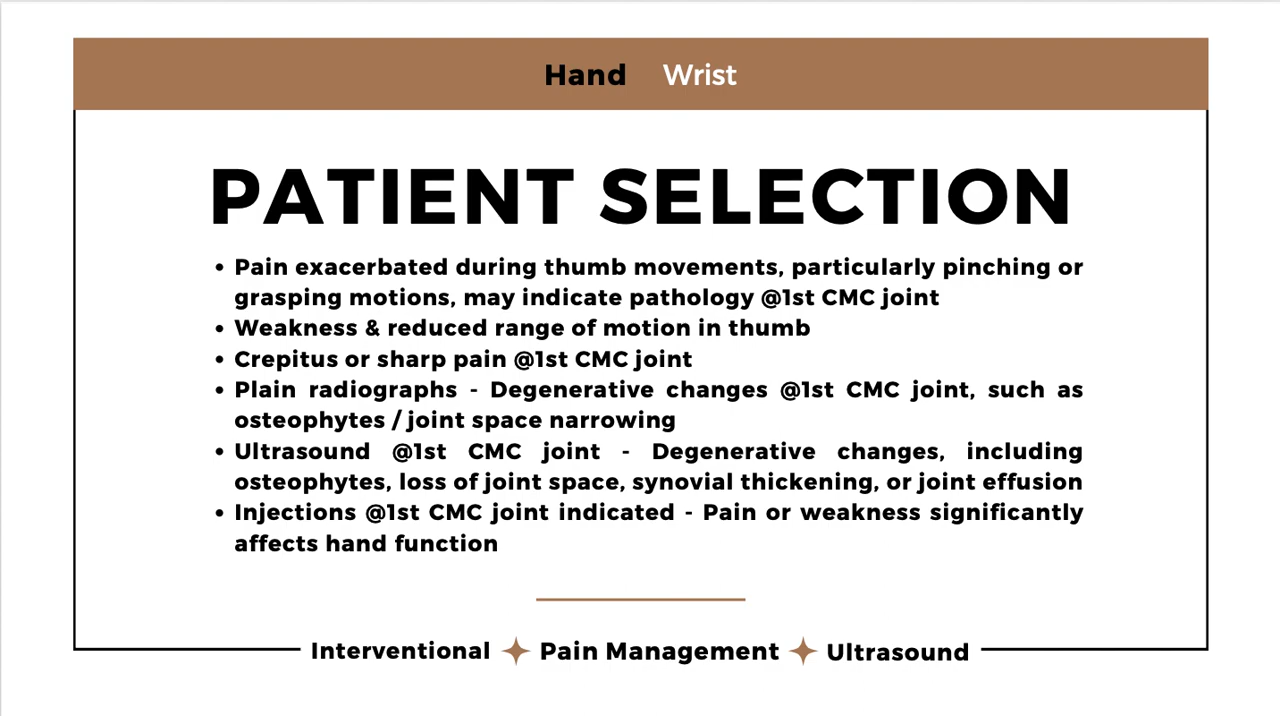 Hand Wrist
PATIENT SELECTION
• Pain exacerbated during thumb movements, particularly pinching or
grasping motions, may indicate pathology @1st CMC joint
• Weakness & reduced range of motion in thumb
• Crepitus or sharp pain @1st CMC joint
• Plain radiographs - Degenerative changes @1st CMC joint, such as
osteophytes / joint space narrowing
• Ultrasound @1st CMC joint - Degenerative changes, including
osteophytes, loss of joint space, synovial thickening, or joint effusion
• Injections @1st CMC joint indicated - Pain or weakness significantly
affects hand function
Interventional Pain Management Ultrasound